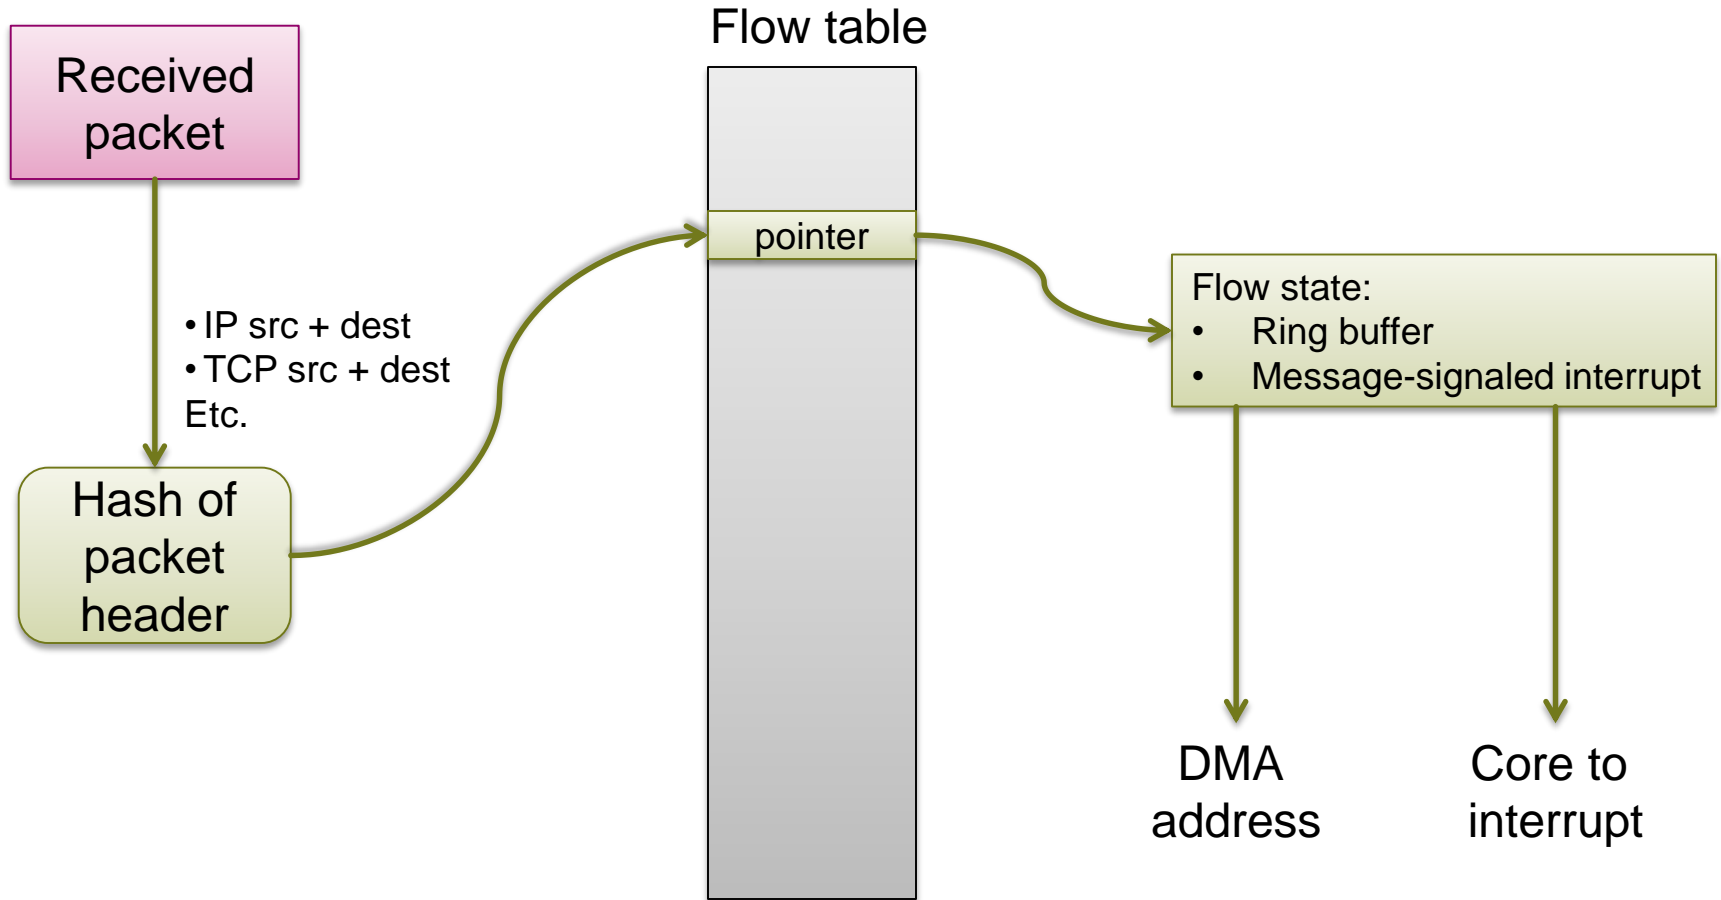 Flow table
Received
packet
pointer
• IP src + dest
• TCP src + dest
Etc.
Hash of
packet
header
Flow state:
• Ring buffer
• Message-signaled interrupt
DMA
address
Core to
interrupt